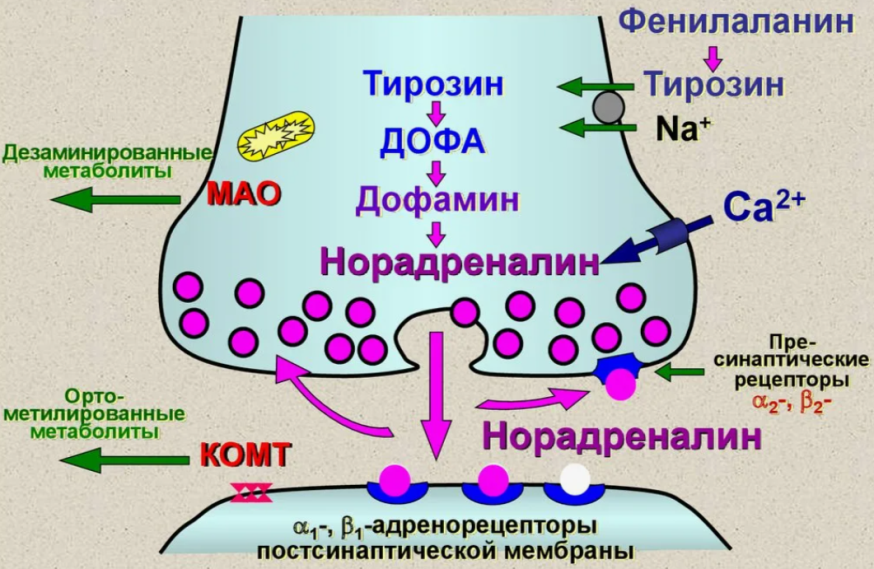 Фенилаланин
Тирозин
Тирозин
Na⁺
ДОФА
Дезаминированные
метаболиты
МАО
Дофамин
Ca²⁺
Норадреналин
Пре-
синаптические
рецепторы
α₂-, β₂-
Орто-
метилированные
метаболиты
КОМТ
Норадреналин
α₁-, β₁-адренорецепторы
постсинаптической мембраны